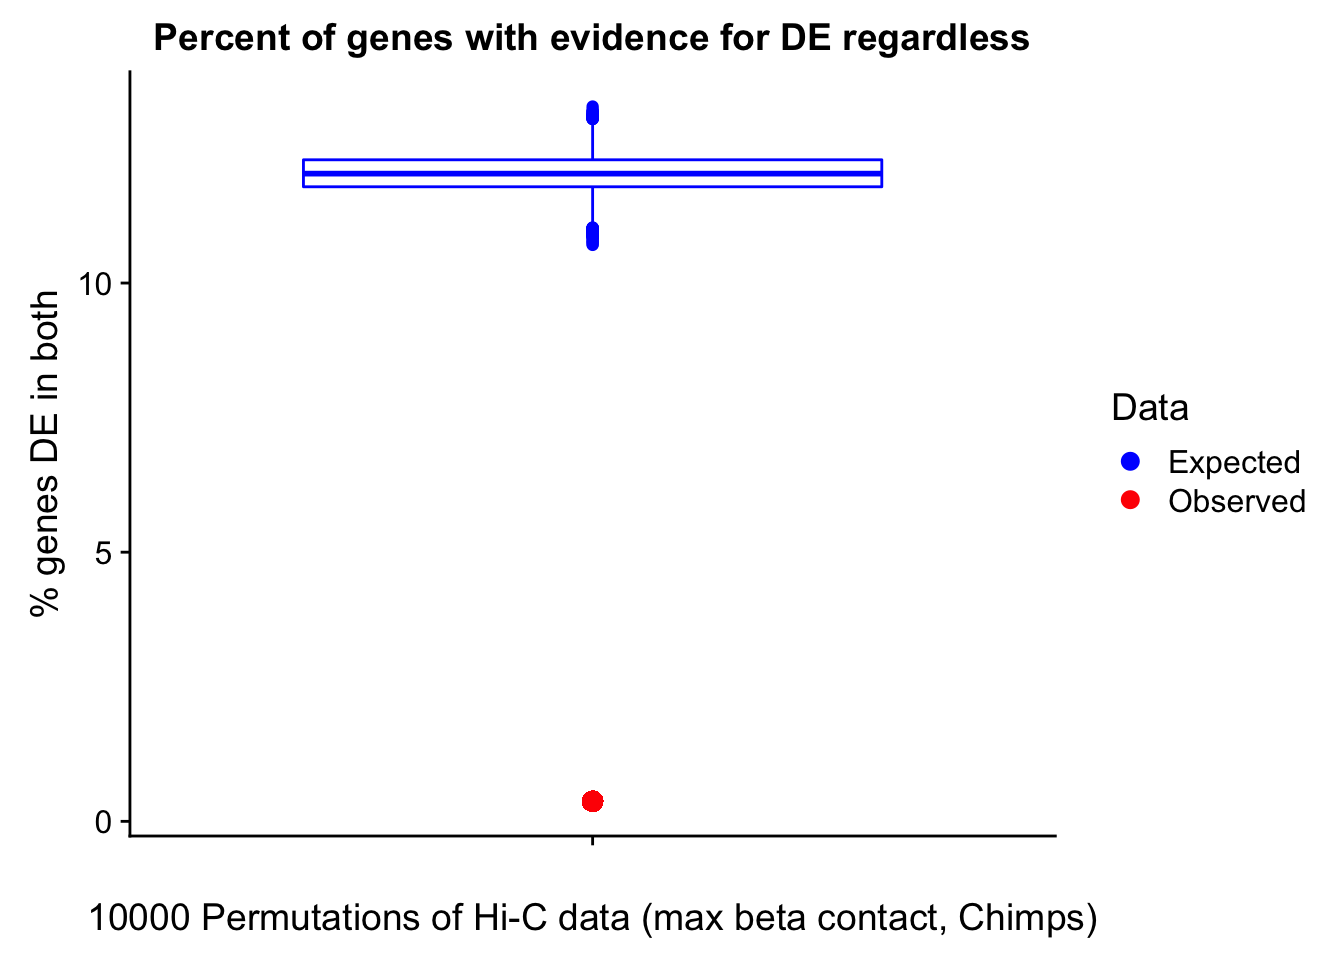 Percent of genes with evidence for DE regardless
% genes DE in both
10
5
0
Data
Expected
Observed
10000 Permutations of Hi-C data (max beta contact, Chimps)